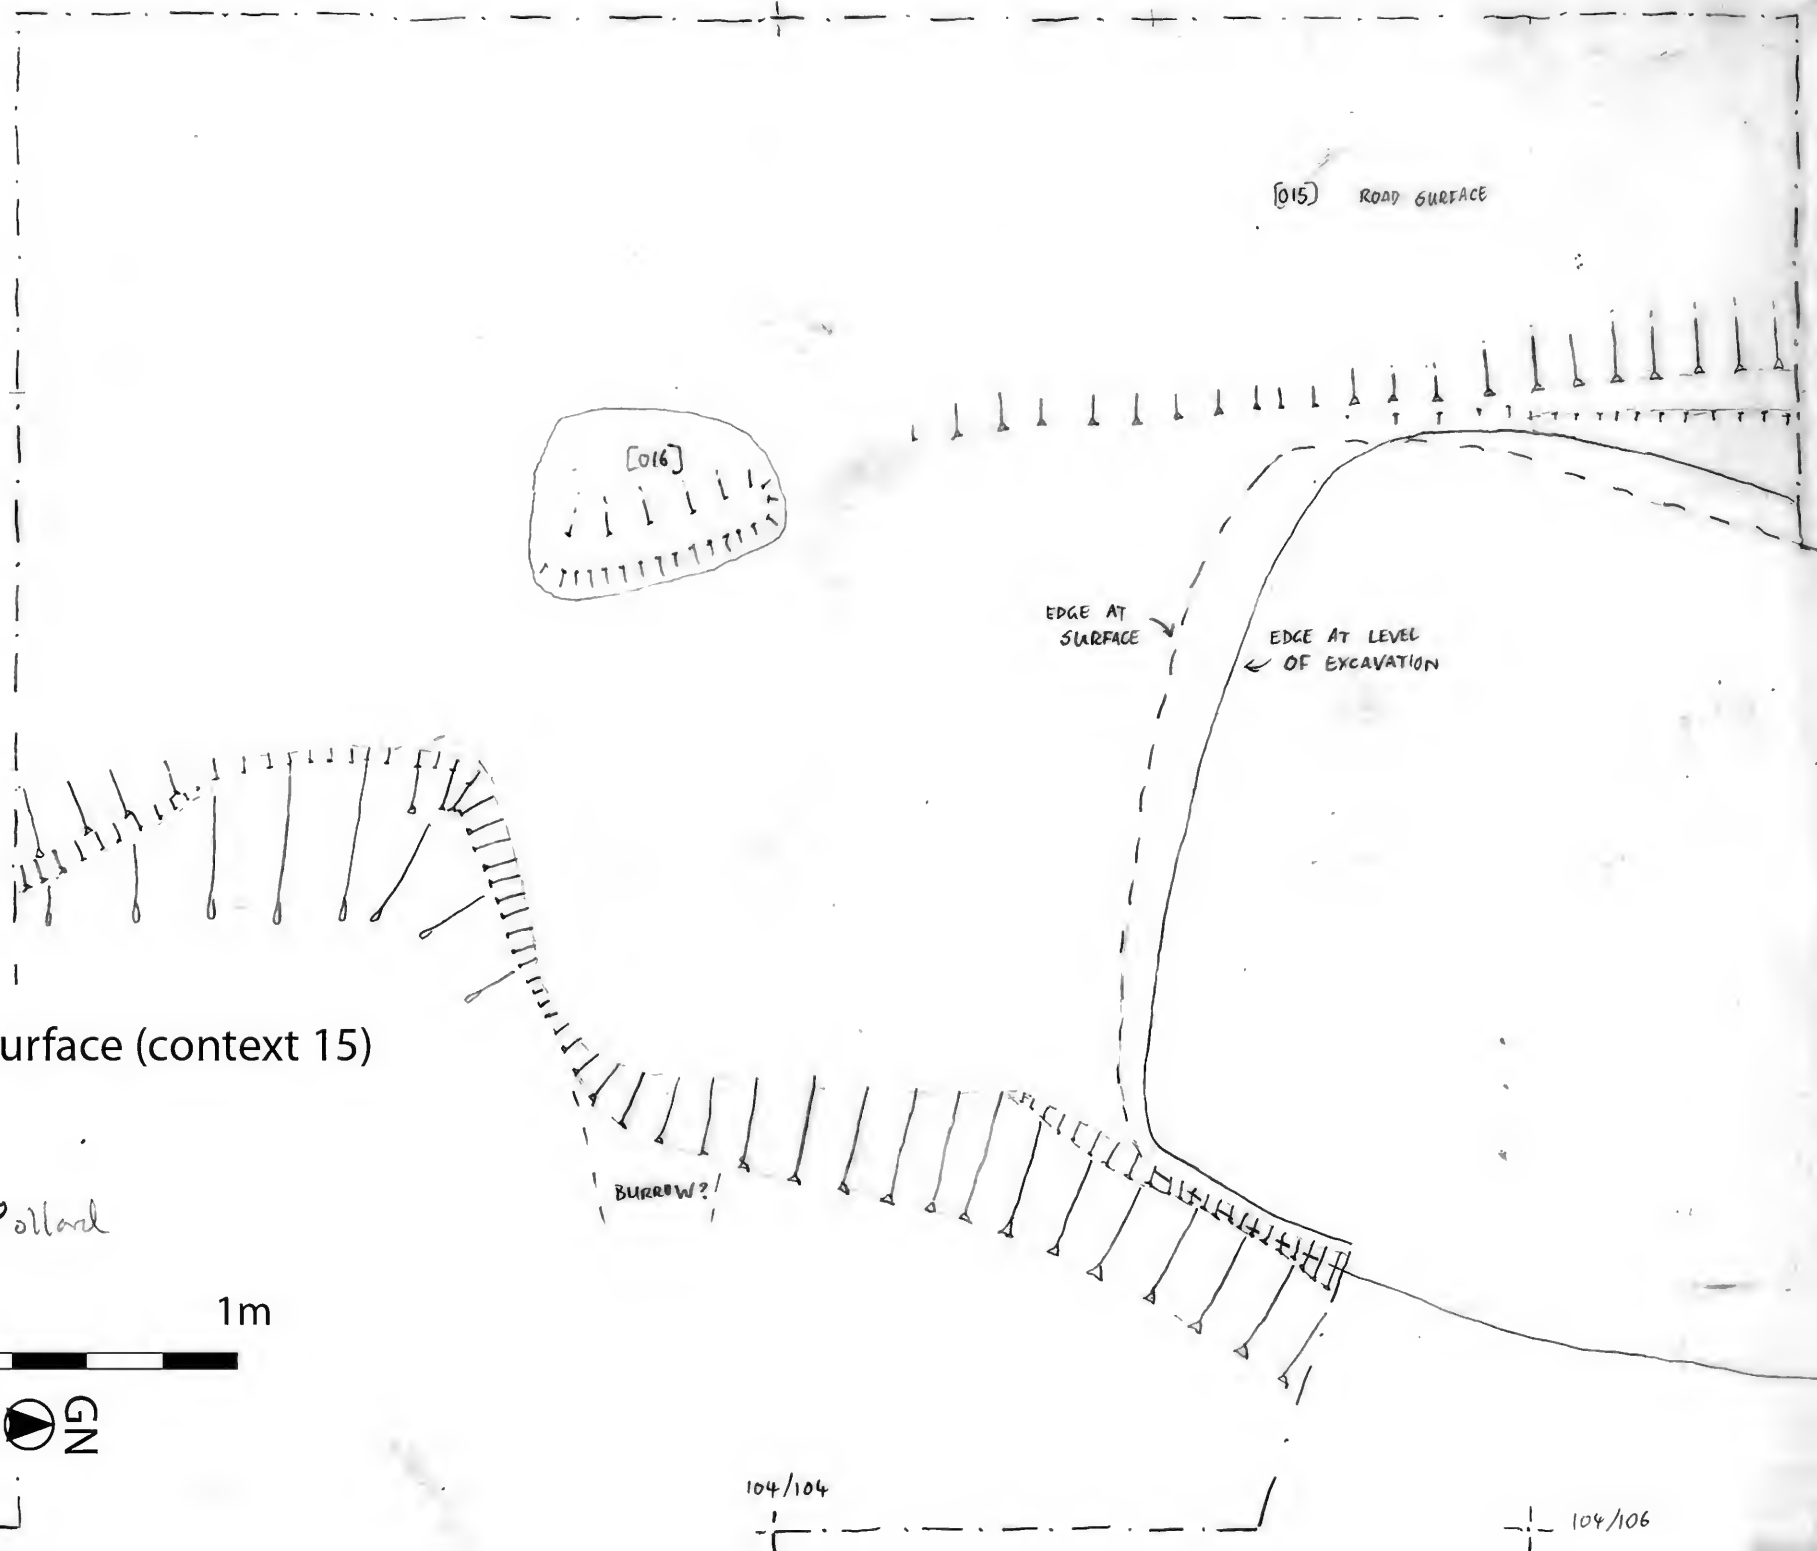 [015] ROAD SURFACE
[016]
EDGE AT
SURFACE
EDGE AT LEVEL
OF EXCAVATION
urface (context 15)
BURROW?
ollard
1m
GN
104/104
104/106